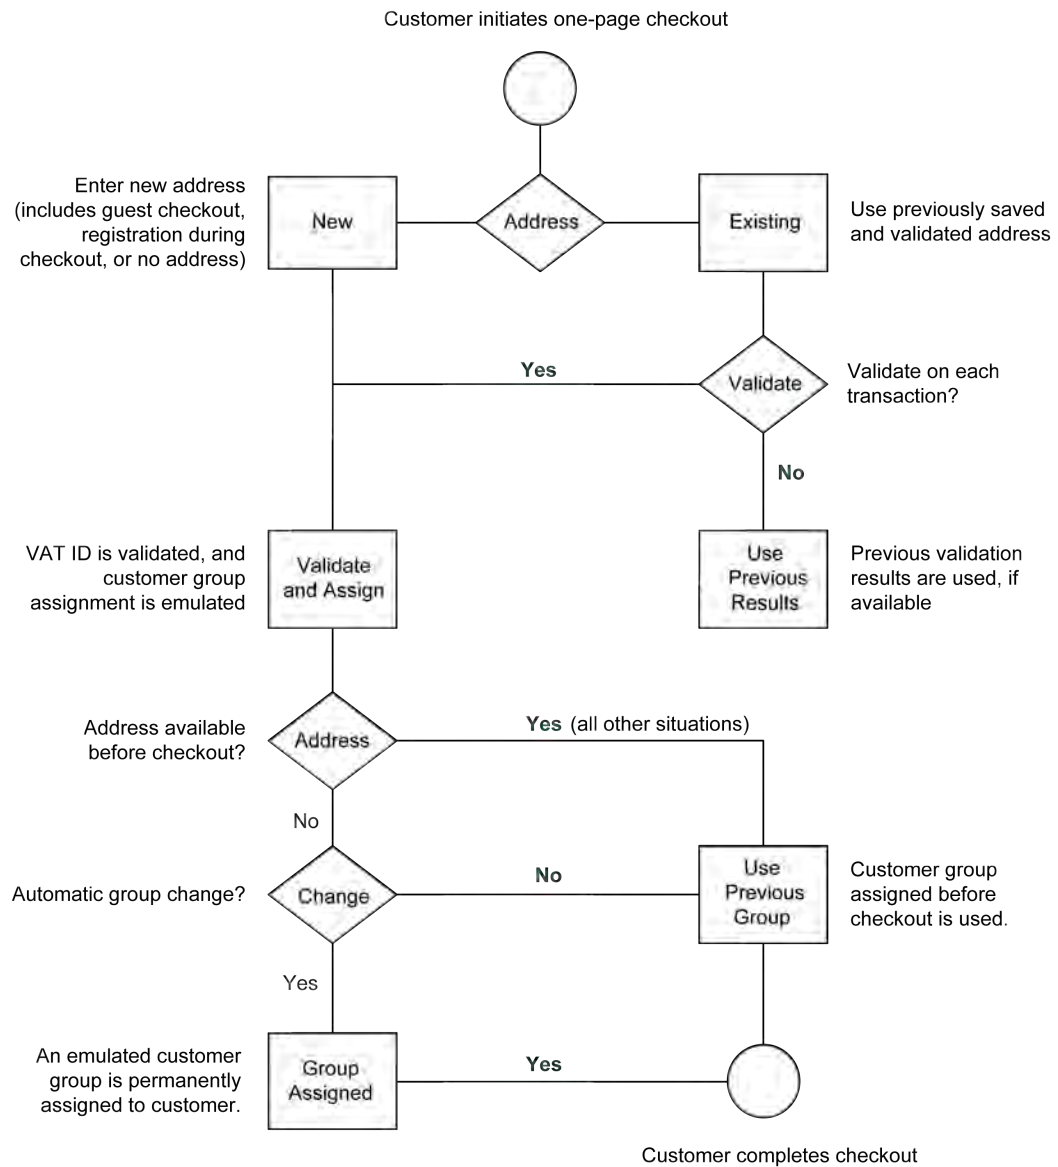 Customer initiates one-page checkout
Enter new address
(includes guest checkout,
registration during
checkout, or no address)
New
Address
Existing
Use previously saved
and validated address
Yes
Validate
Validate on each
transaction?
No
VAT ID is validated, and
customer group
assignment is emulated
Validate
and Assign
Use
Previous
Results
Previous validation
results are used, if
available
Address available
before checkout?
Address
Yes (all other situations)
No
Automatic group change?
Change
No
Use
Previous
Group
Customer group
assigned before
checkout is used.
Yes
An emulated customer
group is permanently
assigned to customer.
Group
Assigned
Yes
Customer completes checkout